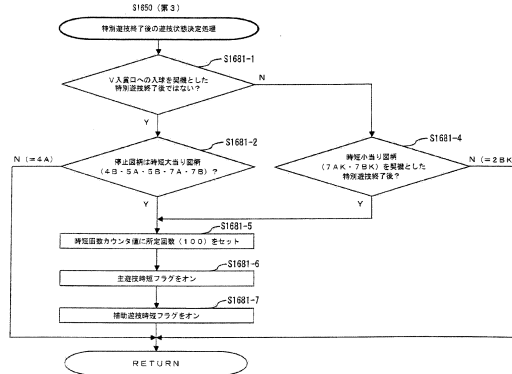 S1650（第3）
特別遊技終了後の遊技状態決定処理
S1681-1
V入賞口への入球を契機とした
特別遊技終了後ではない？
N
Y
S1681-2
S1681-4
N（＝4A）
停止図柄は時短大当り図柄
（4B・5A・5B・7A・7B）？
時短小当り図柄
（7AK・7BK）を契機とした
特別遊技終了後？
N（＝2BK
Y
Y
S1681-5
時短回数カウンタ値に所定回数（100）をセット
S1681-6
主遊技時短フラグをオン
S1681-7
補助遊技時短フラグをオン
RETURN